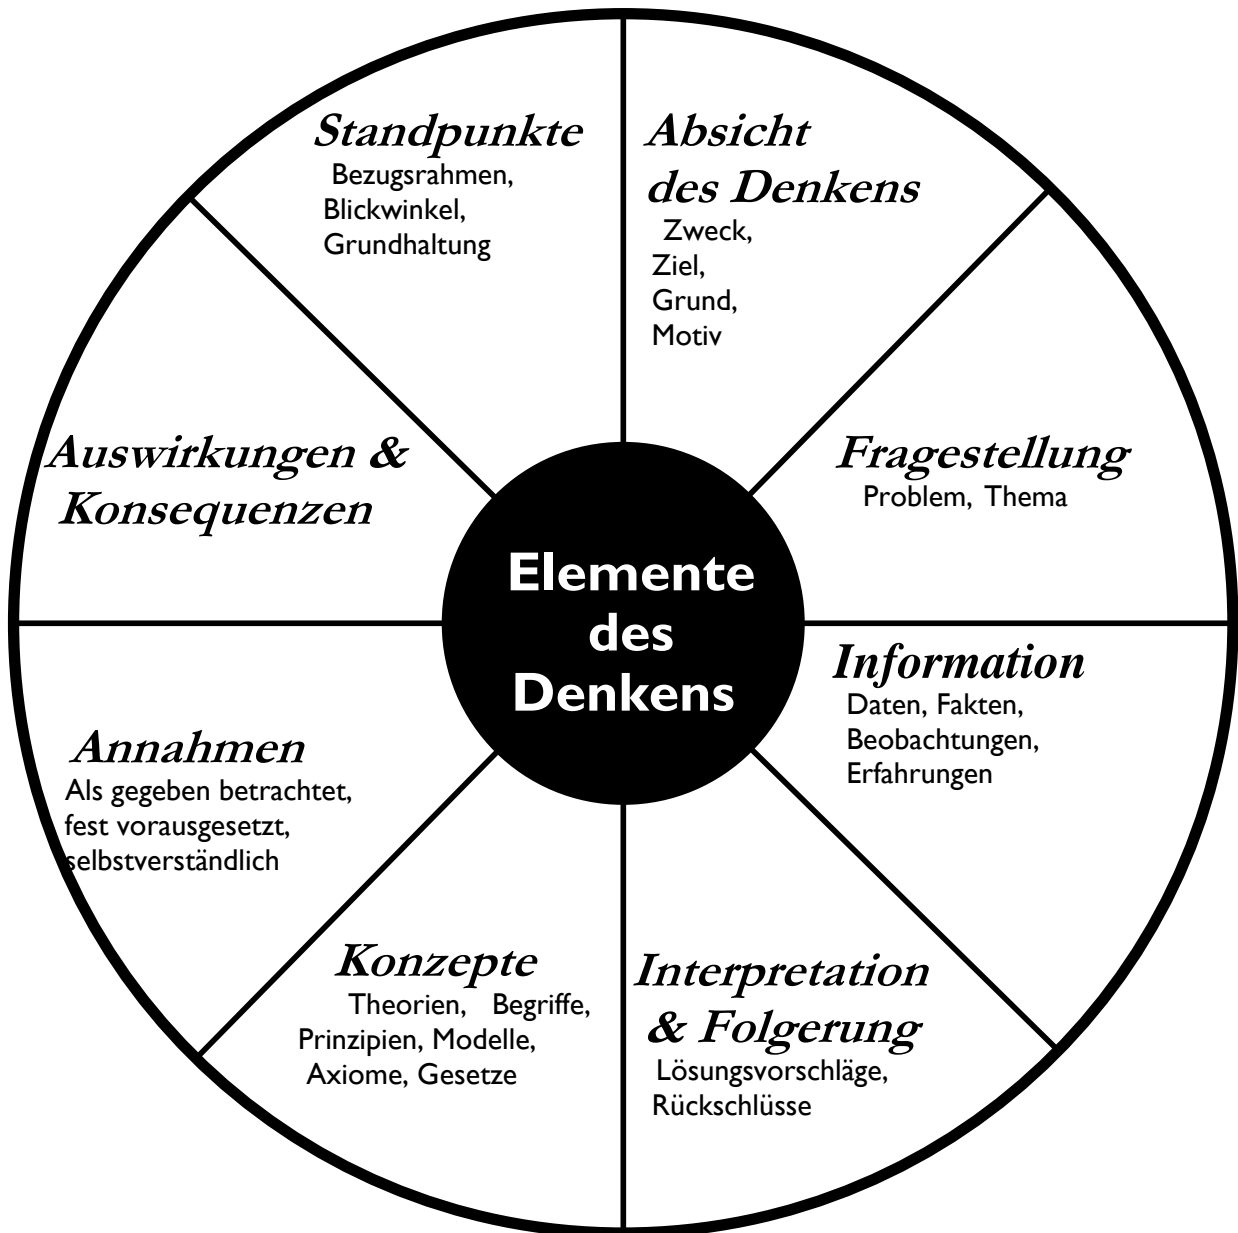 Standpunkte
Bezugsrahmen,
Blickwinkel,
Grundhaltung
Absicht
des Denkens
Zweck,
Ziel,
Grund,
Motiv
Fragestellung
Problem, Thema
Information
Daten, Fakten,
Beobachtungen,
Erfahrungen
Interpretation
& Folgerung
Lösungsvorschläge,
Rückschlüsse
Konzepte
Theorien, Begriffe,
Prinzipien, Modelle,
Axiome, Gesetze
Annahmen
Als gegeben betrachtet,
fest vorausgesetzt,
selbstverständlich
Auswirkungen &
Konsequenzen
Elemente
des
Denkens